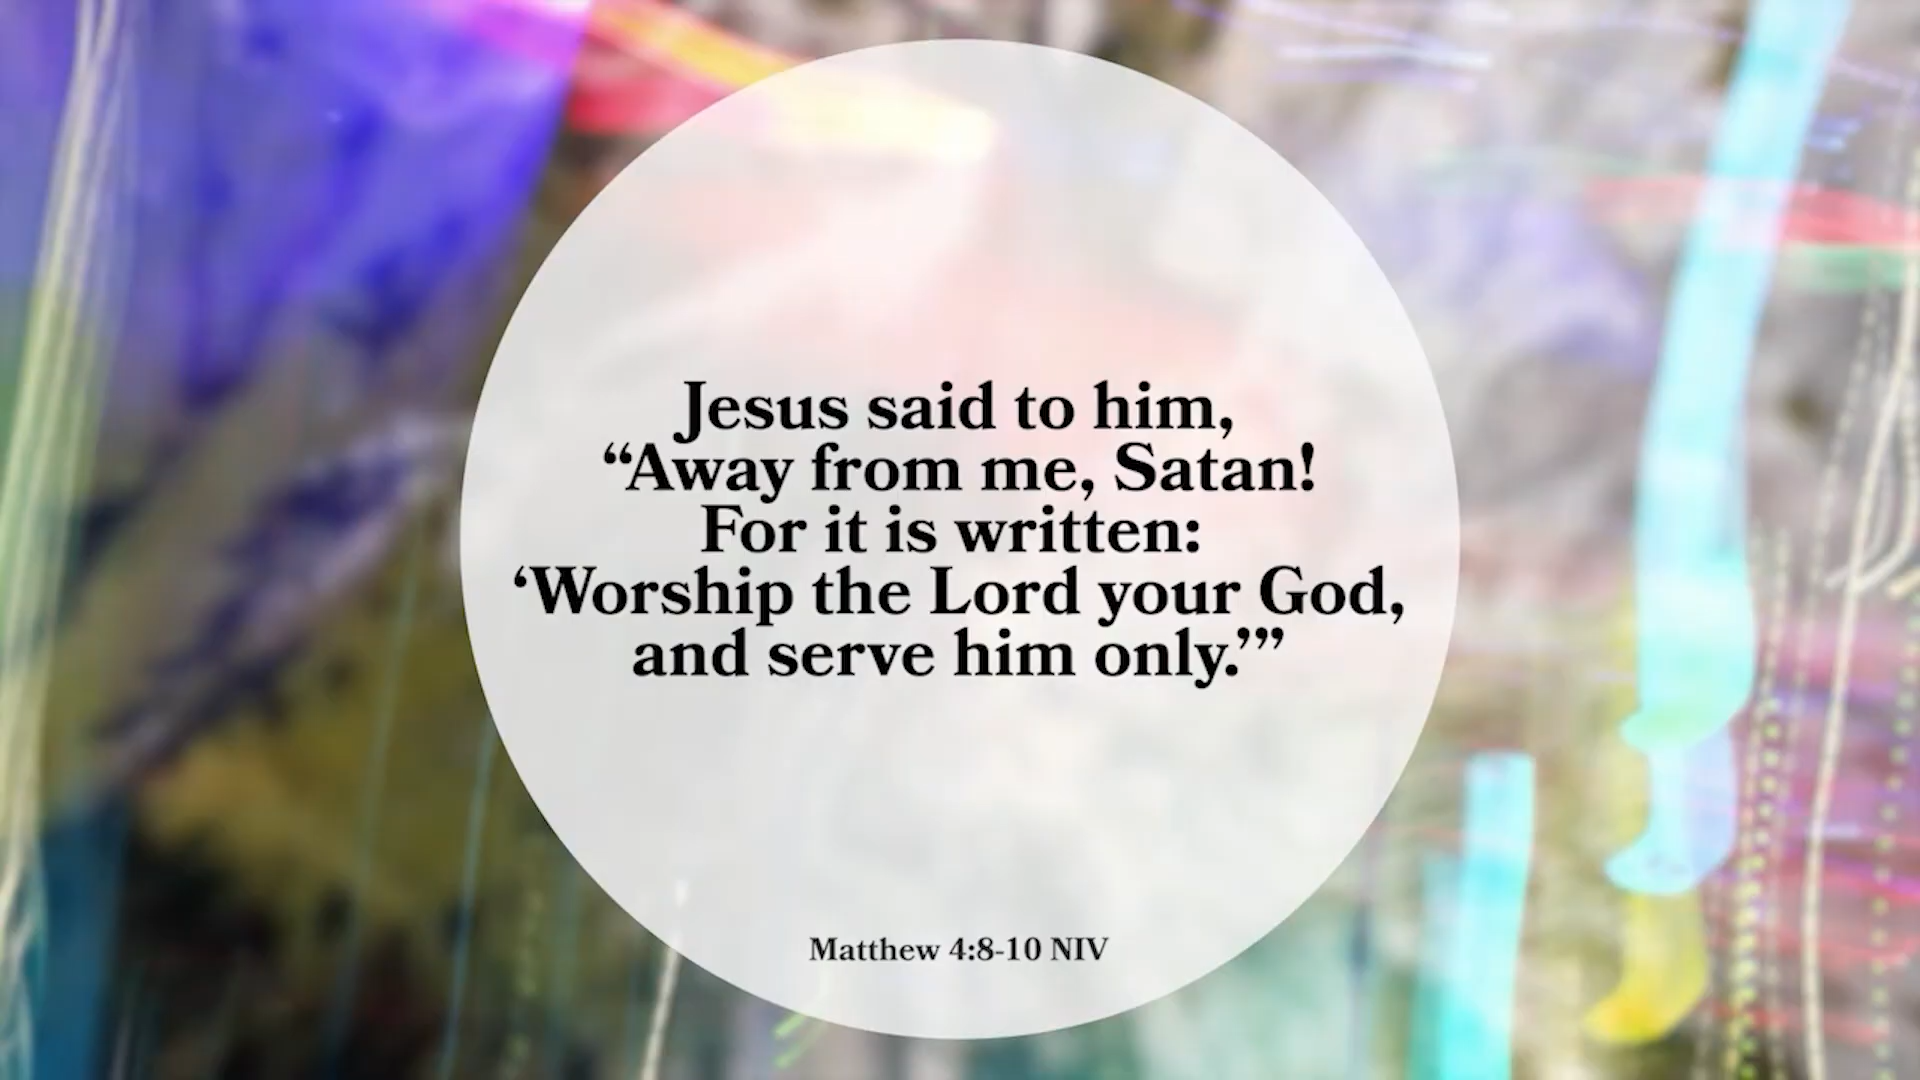 Jesus said to him,
“Away from me, Satan!
For it is written:
‘Worship the Lord your God,
and serve him only.’”
Matthew 4:8-10 NIV